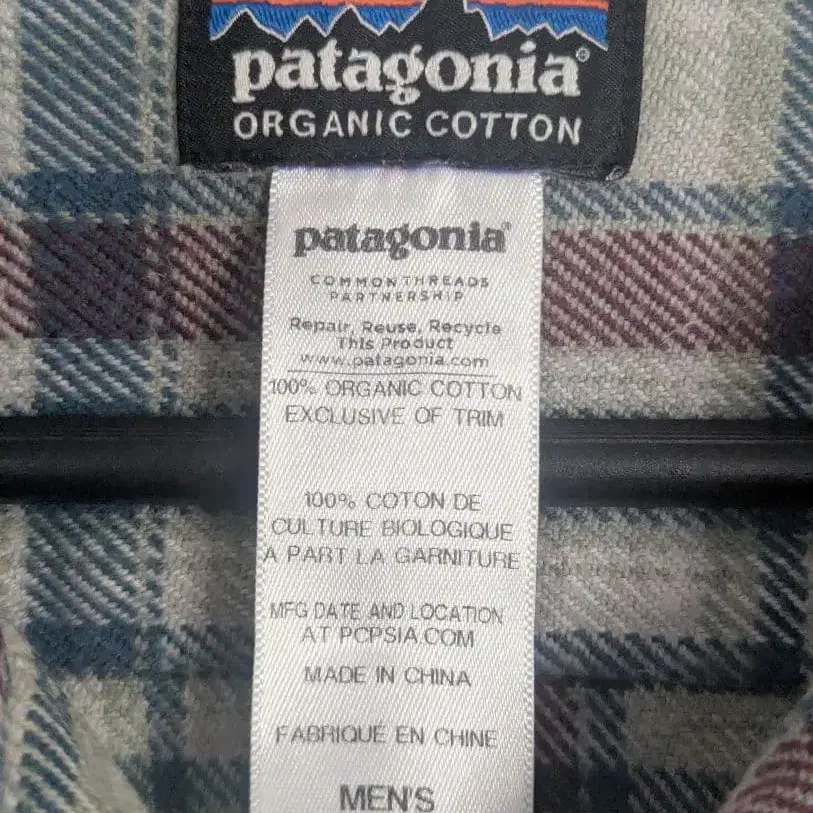 patagonia®
ORGANIC COTTON
patagonia®
COMMON THREADS
PARTNERSHIP
Repair, Reuse, Recycle
This Product
www.patagonia.com
100% ORGANIC COTTON
EXCLUSIVE OF TRIM
100% COTON DE
CULTURE BIOLOGIQUE
A PART LA GARNITURE
MFG DATE AND LOCATION
AT PCPSIA.COM
MADE IN CHINA
FABRIQUÉ EN CHINE
MEN'S